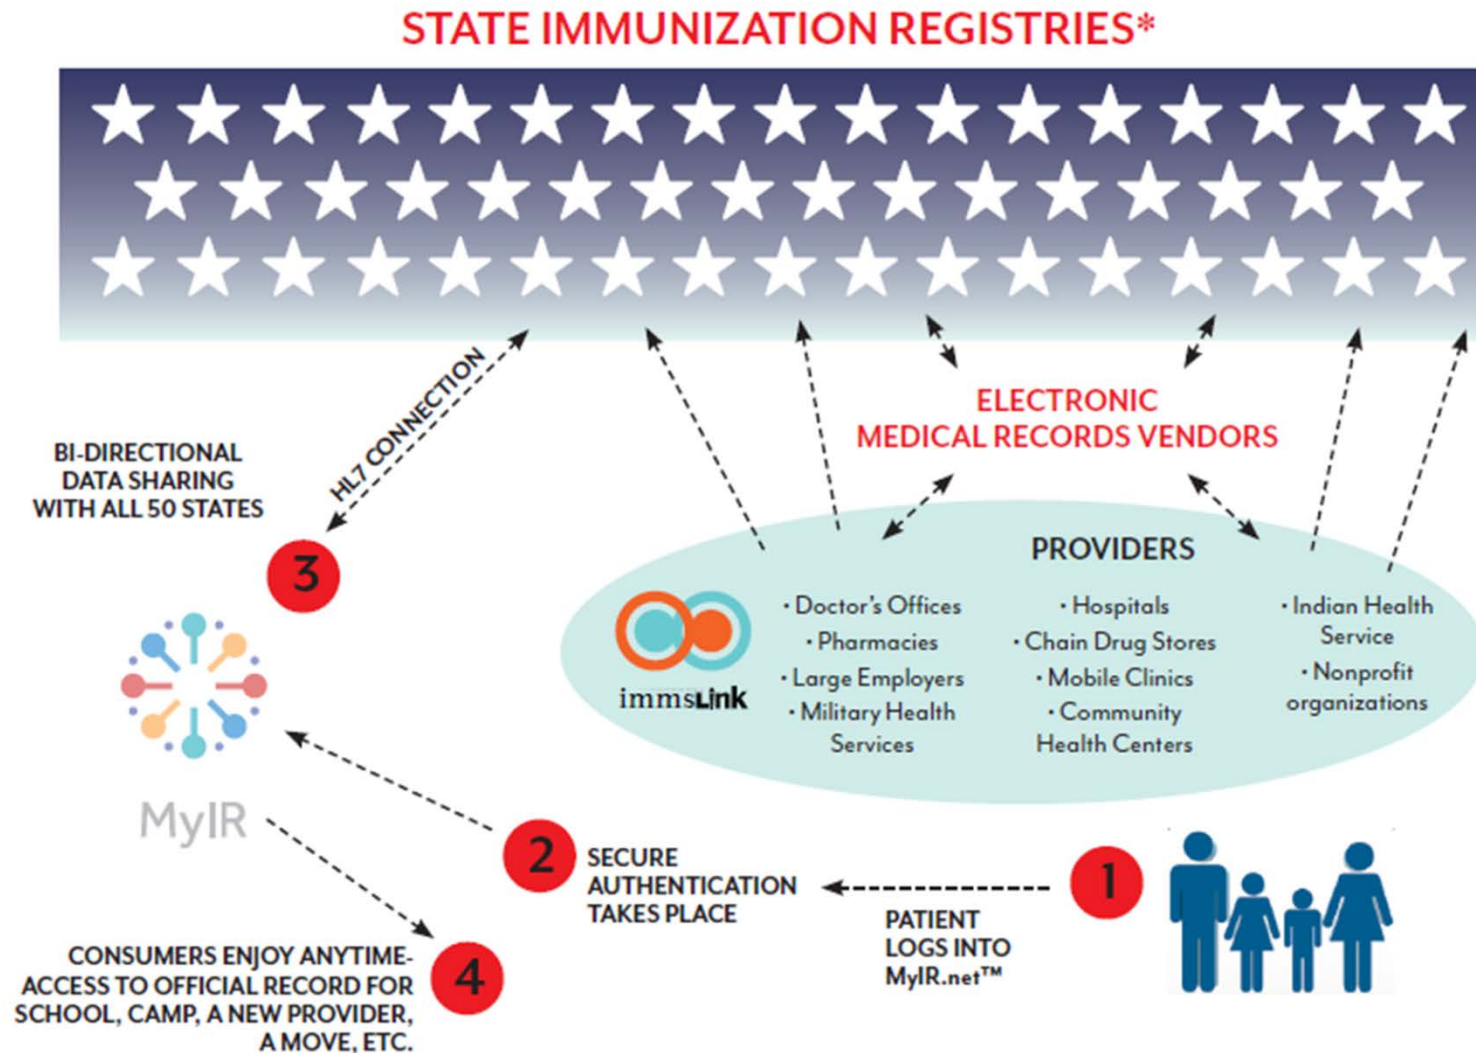 STATE IMMUNIZATION REGISTRIES*
HL7 CONNECTION
BI-DIRECTIONAL
DATA SHARING
WITH ALL 50 STATES
3
ELECTRONIC
MEDICAL RECORDS VENDORS
PROVIDERS
immsLink
• Doctor's Offices
• Pharmacies
• Large Employers
• Military Health
Services
• Hospitals
• Chain Drug Stores
• Mobile Clinics
• Community
Health Centers
• Indian Health
Service
• Nonprofit
organizations
MyIR
1
PATIENT
LOGS INTO
MyIR.net™
2
SECURE
AUTHENTICATION
TAKES PLACE
4
CONSUMERS ENJOY ANYTIME-
ACCESS TO OFFICIAL RECORD FOR
SCHOOL, CAMP, A NEW PROVIDER,
A MOVE, ETC.